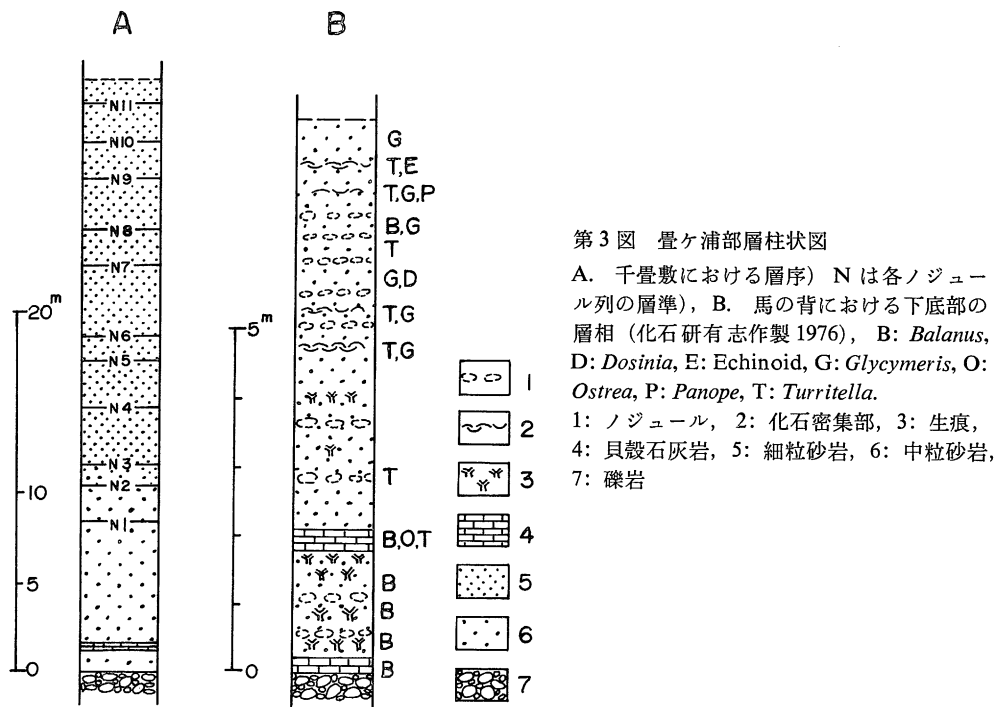 A
B
N11
N10
N9
N8
N7
N6
N5
N4
N3
N2
N1
20m
10
5
0
5m
0
G
T,E
T,G,P
B,G
T
G,D
T,G
T,G
T
B,O,T
B
B
B
B
1
2
3
4
5
6
7
第3図 畳ケ浦部層柱状図
A. 千畳敷における層序) N は各ノジュー
ル列の層準), B. 馬の背における下底部の
層相 (化石研有志作製 1976), B: Balanus,
D: Dosinia, E: Echinoid, G: Glycymeris, O:
Ostrea, P: Panope, T: Turritella.
1: ノジュール, 2: 化石密集部, 3: 生痕,
4: 貝殻石灰岩, 5: 細粒砂岩, 6: 中粒砂岩,
7: 礫岩